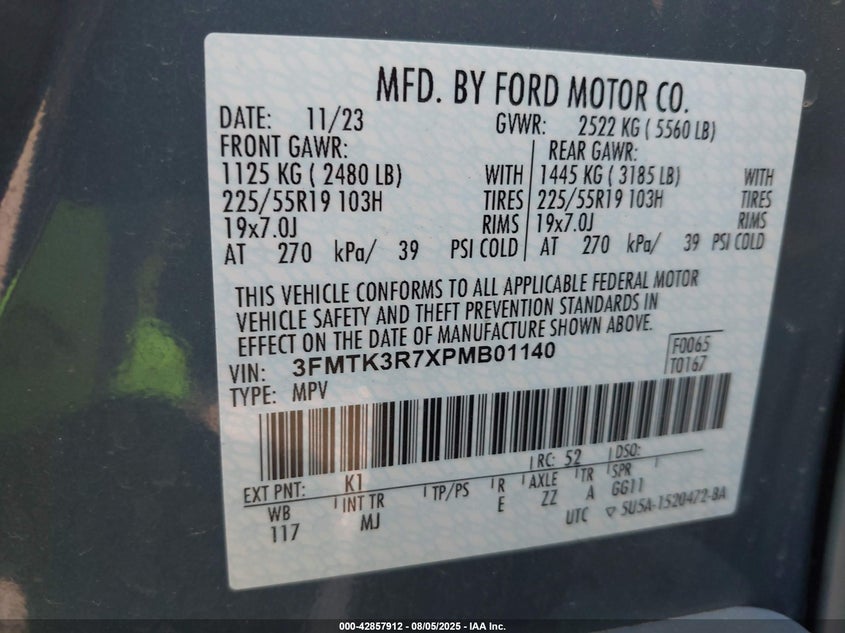 MFD. BY FORD MOTOR CO.
DATE: 11/23 GVWR: 2522 KG ( 5560 LB)
FRONT GAWR: REAR GAWR:
1125 KG ( 2480 LB) WITH 1445 KG ( 3185 LB) WITH
225/55R19 103H TIRES 225/55R19 103H TIRES
19x7.0J RIMS 19x7.0J RIMS
AT 270 kPa/ 39 PSI COLD AT 270 kPa/ 39 PSI COLD
THIS VEHICLE CONFORMS TO ALL APPLICABLE FEDERAL MOTOR
VEHICLE SAFETY AND THEFT PREVENTION STANDARDS IN
EFFECT ON THE DATE OF MANUFACTURE SHOWN ABOVE.
VIN: 3FMTK3R7XPMB01140 F0065
TYPE: MPV T0167
RC: 52 DSO:
EXT PNT: K1
WB INT TR TP/PS R AXLE TR SPR
117 MJ E ZZ A GG11
UTC 5U5A-1520472-BA
000-42857912 - 08/05/2025 - IAA Inc.